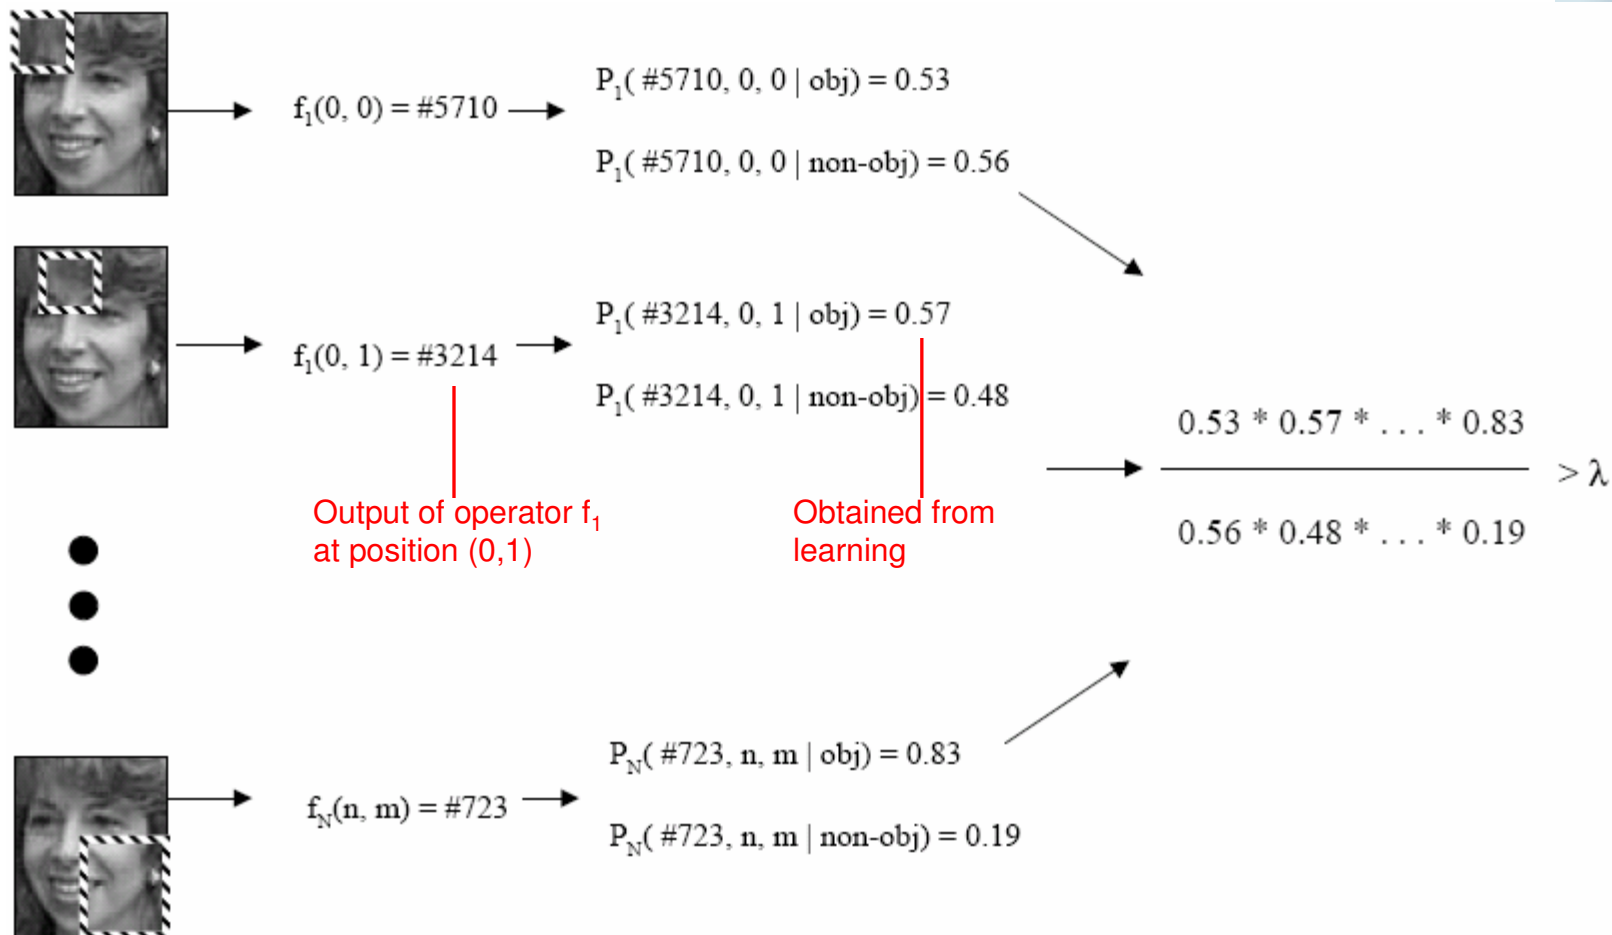 f₁(0, 0) = #5710
P₁( #5710, 0, 0 | obj) = 0.53
P₁( #5710, 0, 0 | non-obj) = 0.56
f₁(0, 1) = #3214
P₁( #3214, 0, 1 | obj) = 0.57
P₁( #3214, 0, 1 | non-obj) = 0.48
Output of operator f₁
at position (0,1)
Obtained from
learning
0.53 * 0.57 * . . . * 0.83
> λ
0.56 * 0.48 * . . . * 0.19
f_N(n, m) = #723
P_N( #723, n, m | obj) = 0.83
P_N( #723, n, m | non-obj) = 0.19